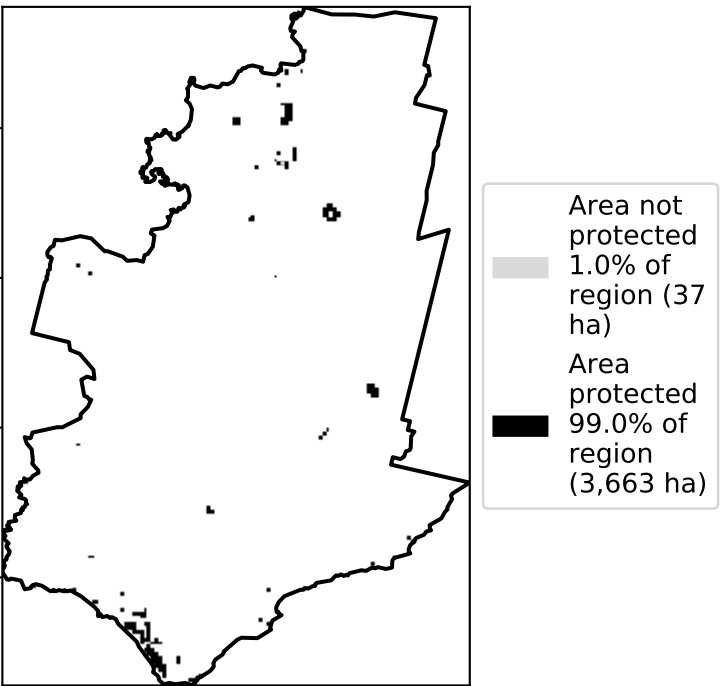 Area not
protected
1.0% of
region (37
ha)
Area
protected
99.0% of
region
(3,663 ha)